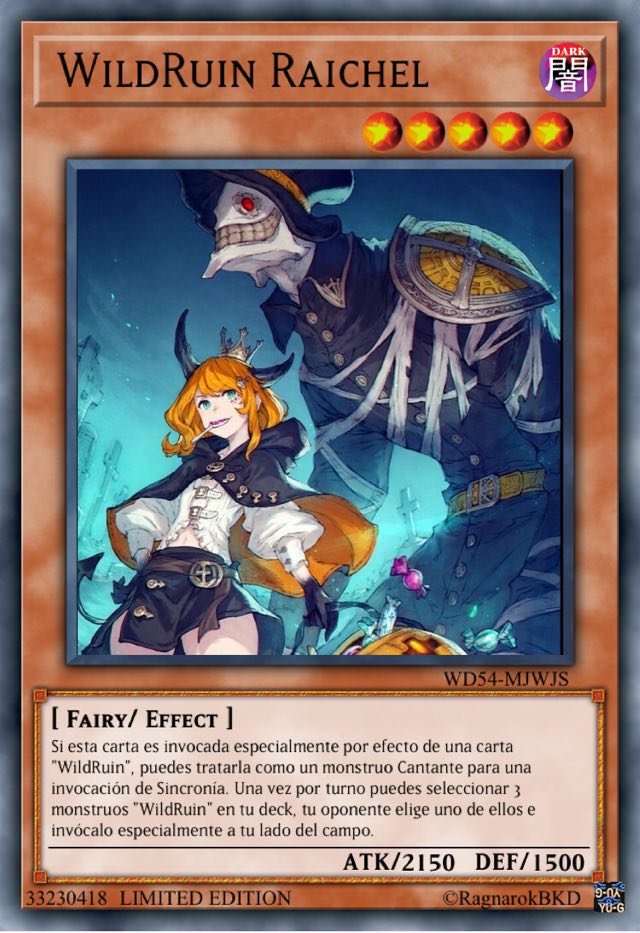 WildRuin Raichel
DARK
闇
WD54-MJWJS
[ Fairy/ Effect ]
Si esta carta es invocada especialmente por efecto de una carta
"WildRuin", puedes tratarla como un monstruo Cantante para una
invocación de Sincronía. Una vez por turno puedes seleccionar 3
monstruos "WildRuin" en tu deck, tu oponente elige uno de ellos e
invócalo especialmente a tu lado del campo.
ATK/2150 DEF/1500
33230418 LIMITED EDITION ©RagnarokBKD